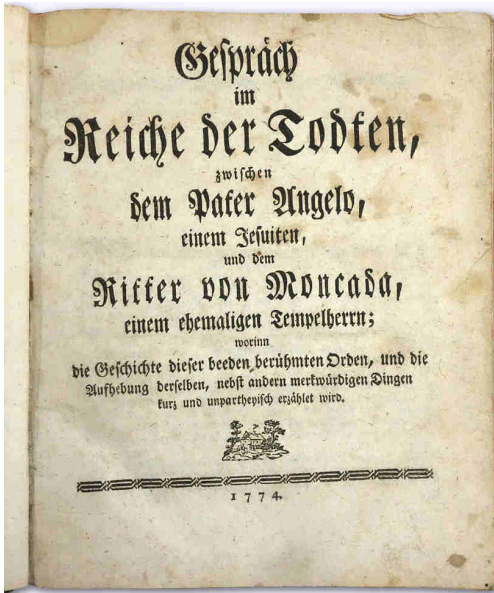 Geſpräch
im
Reiche der Todten,
zwiſchen
dem Pater Angelo,
einem Jeſuiten,
und dem
Ritter von Moncada,
einem ehemaligen Tempelherrn;
worinn
die Geſchichte dieſer beeden berühmten Orden, und die
Aufhebung derſelben, nebſt andern merkwürdigen Dingen
kurz und unpartheyiſch erzählet wird.
1774.